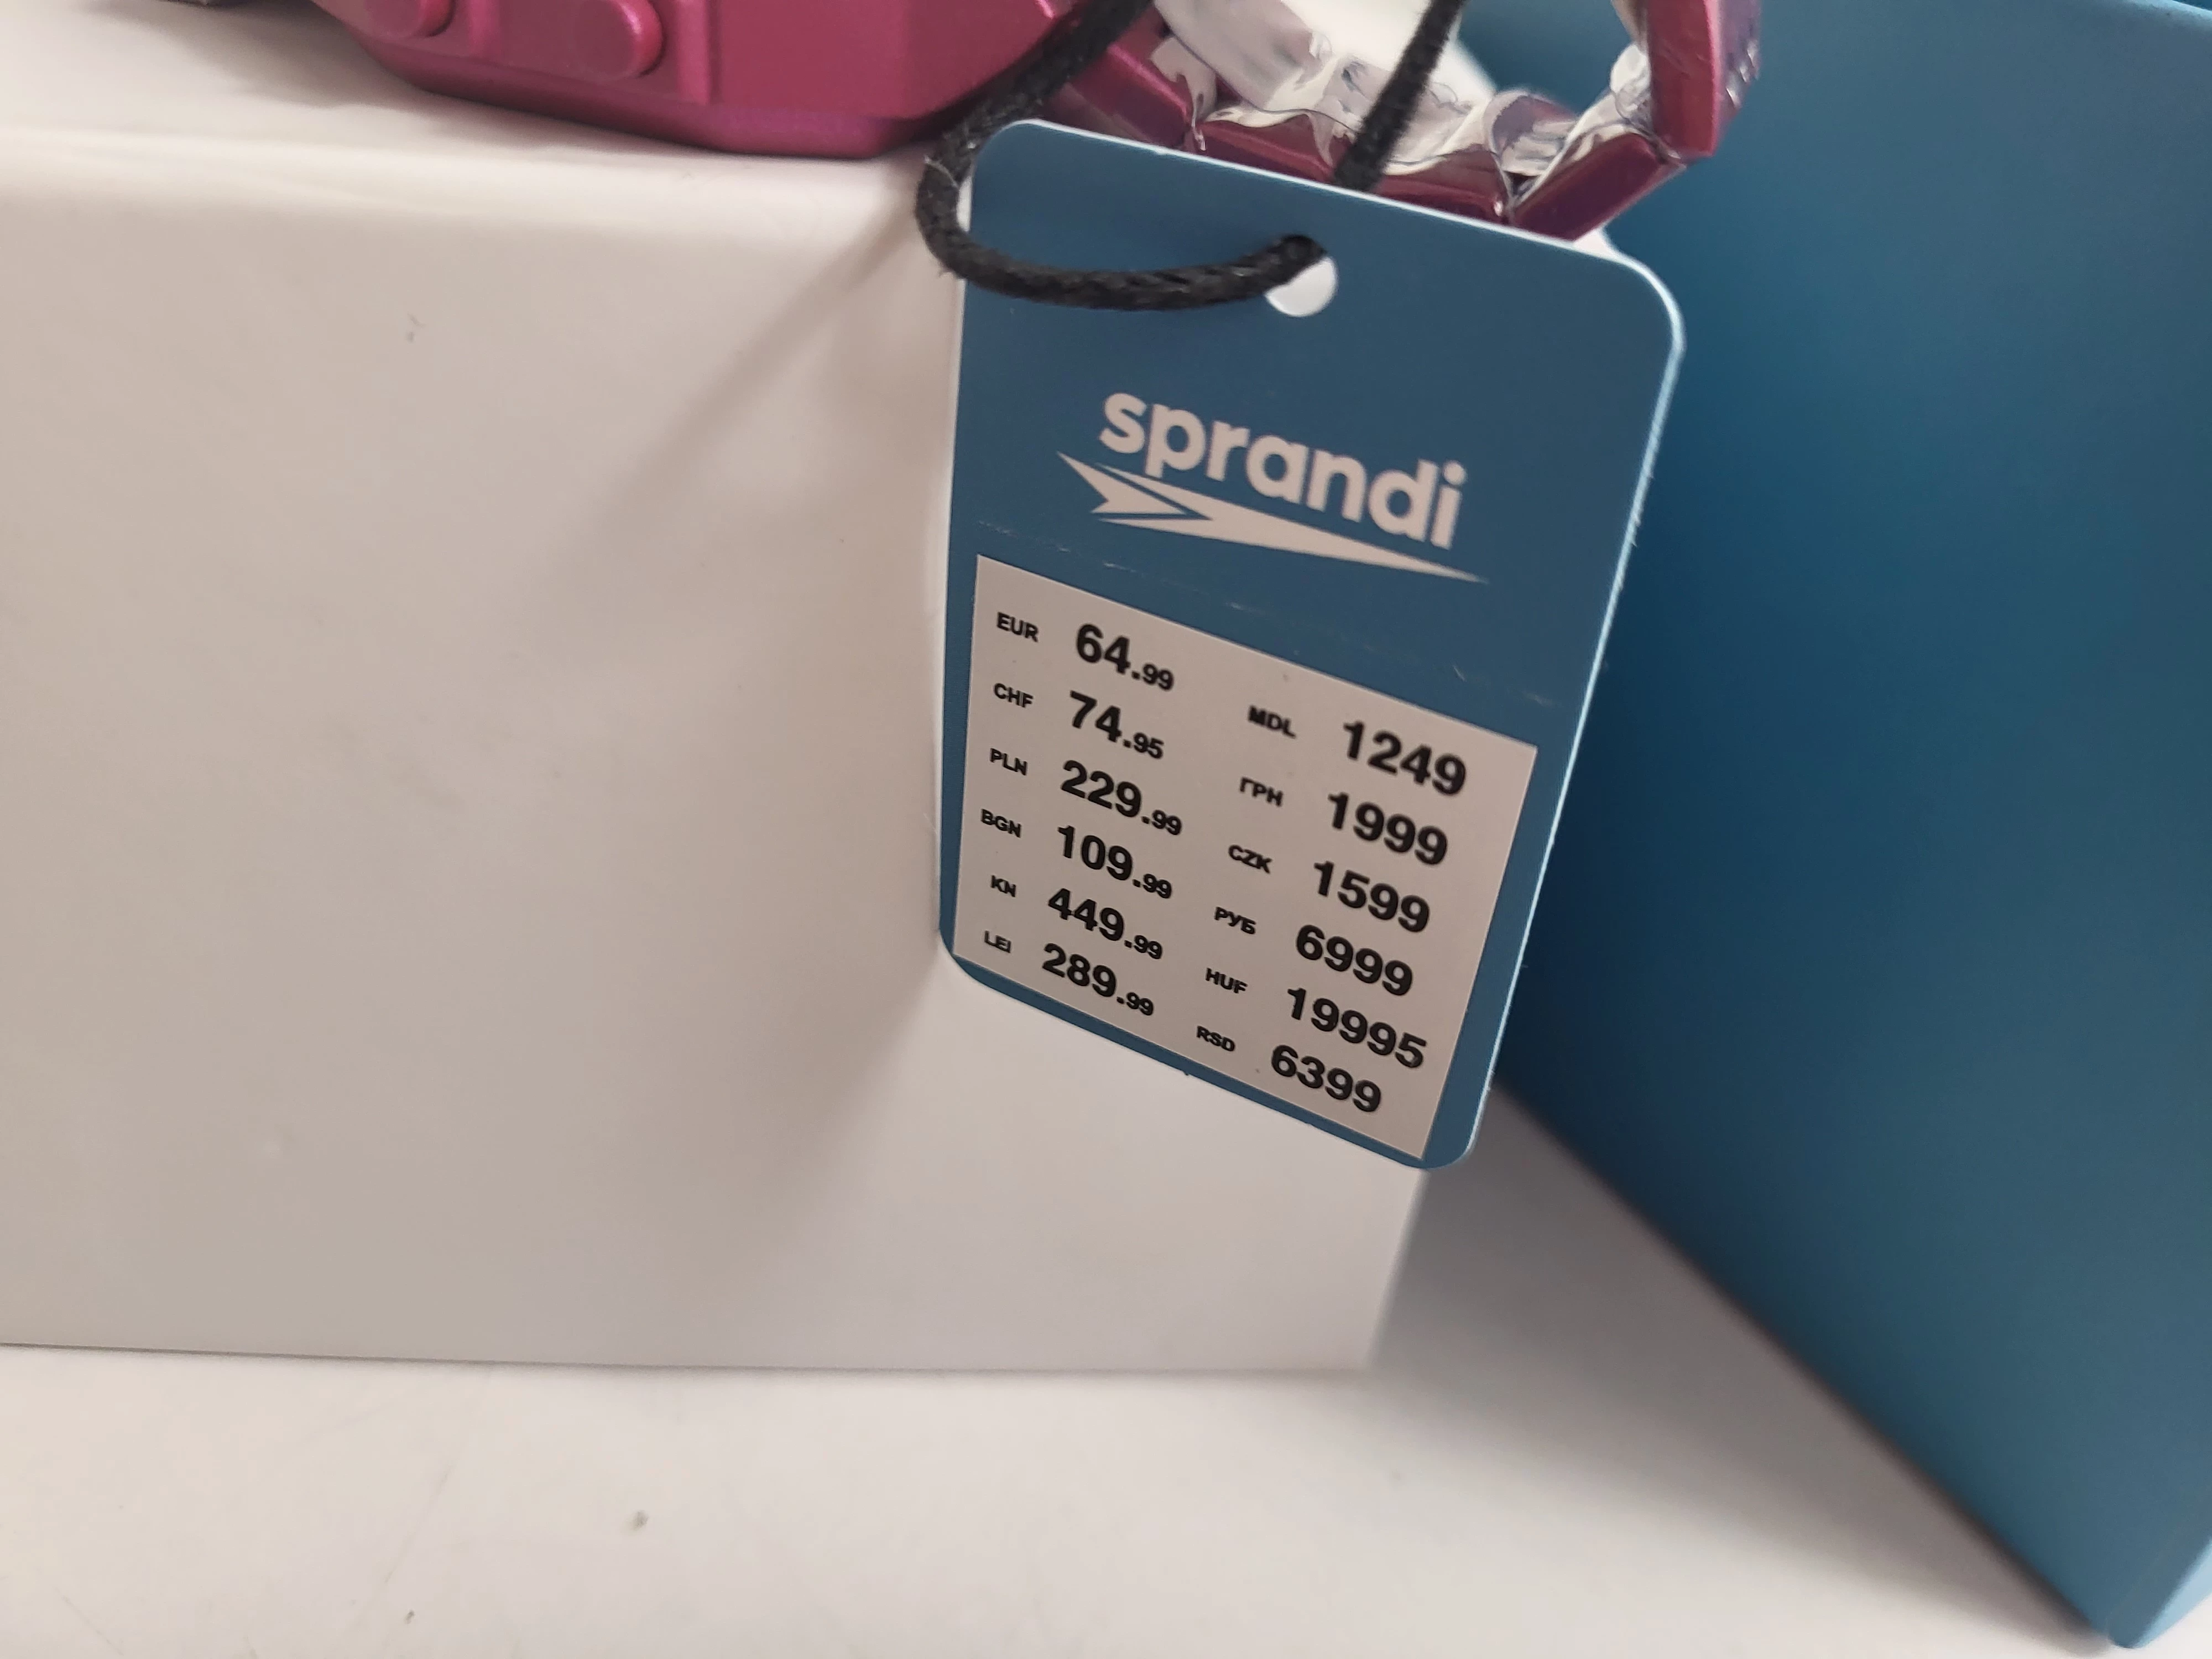 sprandi
EUR 64.99
CHF 74.95
PLN 229.99
BGN 109.99
KN 449.99
LEI 289.99
MDL 1249
ГРН 1999
CZK 1599
РУБ 6999
HUF 19995
RSD 6399